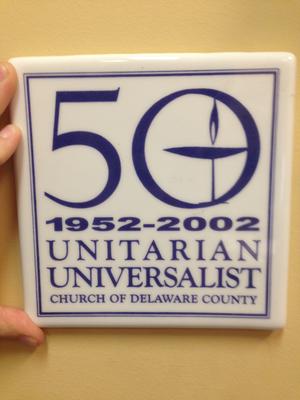 50
1952-2002
UNITARIAN
UNIVERSALIST
CHURCH OF DELAWARE COUNTY